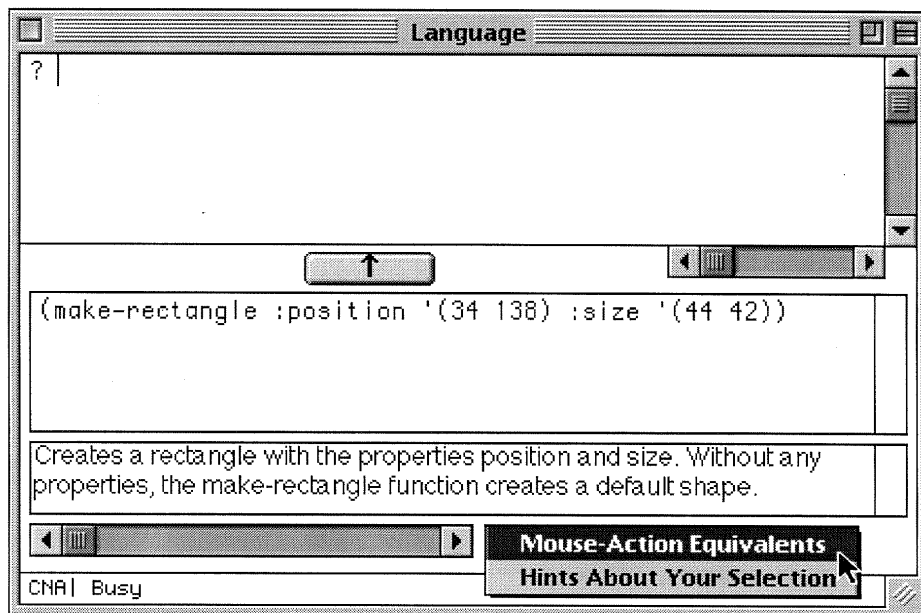 Language
?
↑
(make-rectangle :position '(34 138) :size '(44 42))
Creates a rectangle with the properties position and size. Without any
properties, the make-rectangle function creates a default shape.
Mouse-Action Equivalents
Hints About Your Selection
CNA| Busy